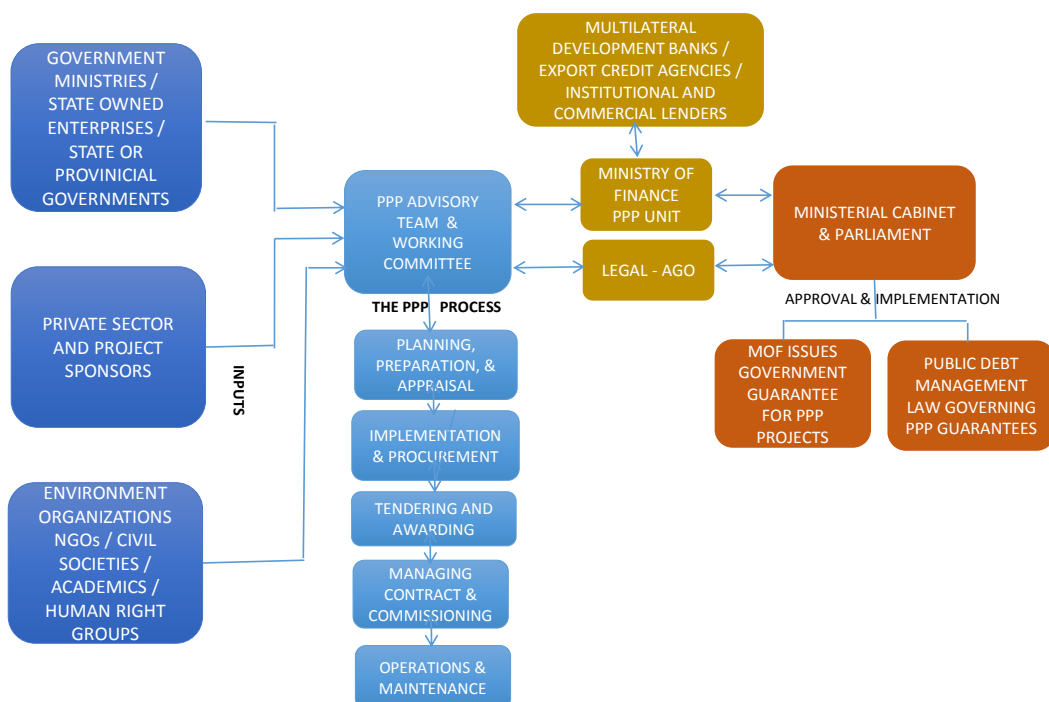 GOVERNMENT
MINISTRIES /
STATE OWNED
ENTERPRISES /
STATE OR
PROVINICIAL
GOVERNMENTS
PRIVATE SECTOR
AND PROJECT
SPONSORS
ENVIRONMENT
ORGANIZATIONS
NGOs / CIVIL
SOCIETIES /
ACADEMICS /
HUMAN RIGHT
GROUPS
INPUTS
PPP ADVISORY
TEAM &
WORKING
COMMITTEE
THE PPP PROCESS
PLANNING,
PREPARATION, &
APPRAISAL
IMPLEMENTATION
& PROCUREMENT
TENDERING AND
AWARDING
MANAGING
CONTRACT &
COMMISSIONING
OPERATIONS &
MAINTENANCE
MULTILATERAL
DEVELOPMENT BANKS /
EXPORT CREDIT AGENCIES /
INSTITUTIONAL AND
COMMERCIAL LENDERS
MINISTRY OF
FINANCE
PPP UNIT
LEGAL - AGO
MINISTERIAL CABINET
& PARLIAMENT
APPROVAL & IMPLEMENTATION
MOF ISSUES
GOVERNMENT
GUARANTEE
FOR PPP
PROJECTS
PUBLIC DEBT
MANAGEMENT
LAW GOVERNING
PPP GUARANTEES